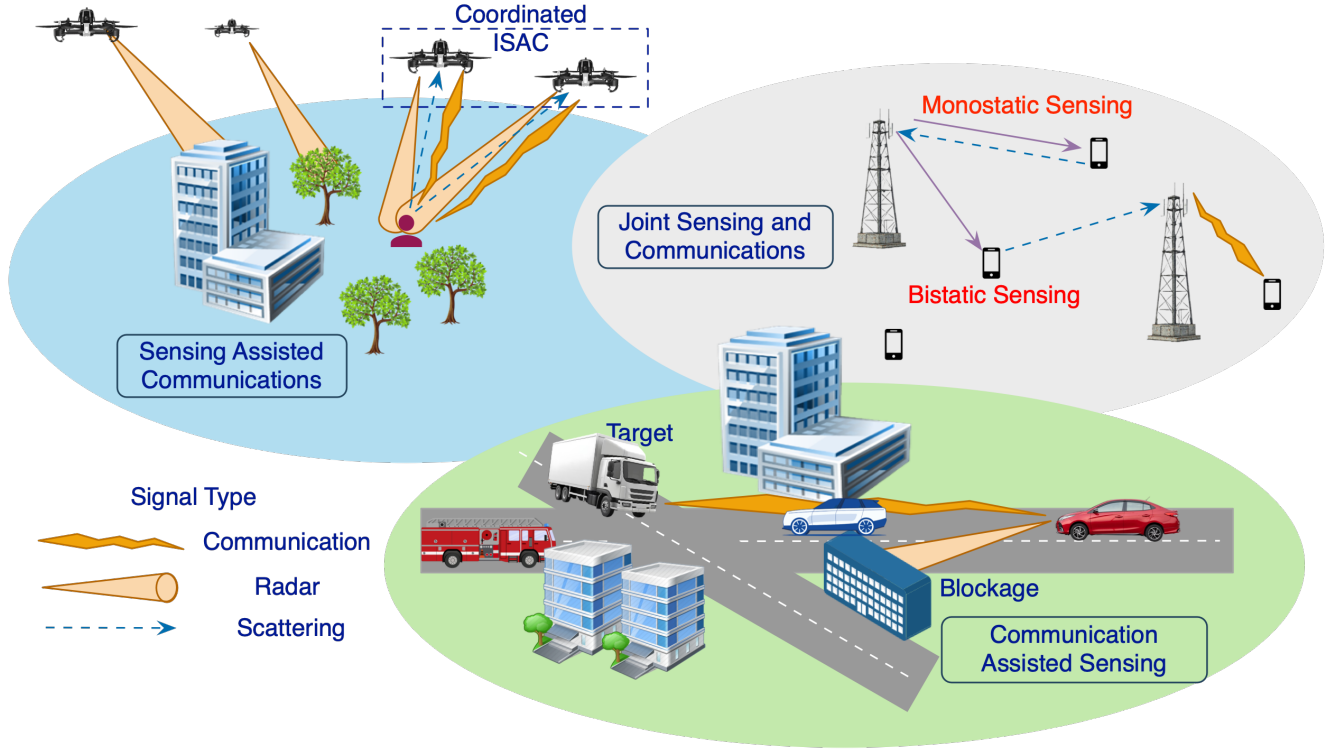 Coordinated
ISAC
Monostatic Sensing
Joint Sensing and
Communications
Bistatic Sensing
Sensing Assisted
Communications
Target
Signal Type
Communication
Radar
Scattering
Blockage
Communication
Assisted Sensing